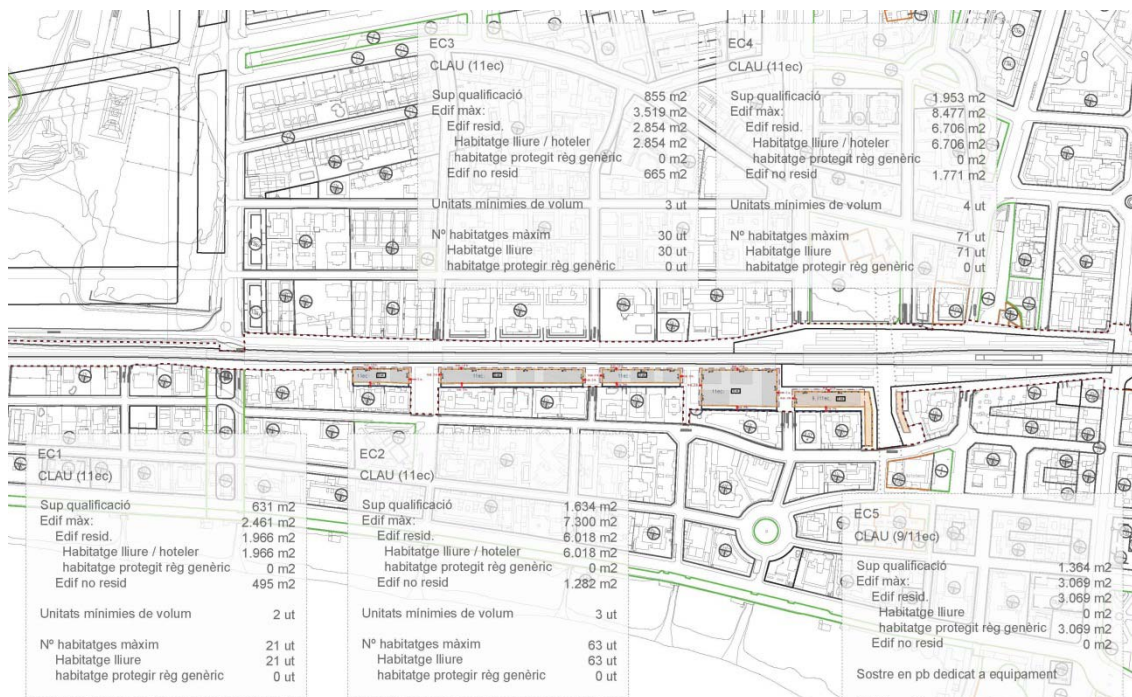 EC3
CLAU (11ec)
Sup qualificació 855 m2
Edif màx: 3.519 m2
Edif resid. 2.854 m2
Habitatge lliure / hoteler 2.854 m2
habitatge protegit règ genèric 0 m2
Edif no resid 665 m2
Unitats mínimies de volum 3 ut
Nº habitatges màxim 30 ut
Habitatge lliure 30 ut
habitatge protegir règ genèric 0 ut
EC4
CLAU (11ec)
Sup qualificació 1.953 m2
Edif màx: 8.477 m2
Edif resid. 6.706 m2
Habitatge lliure / hoteler 6.706 m2
habitatge protegit règ genèric 0 m2
Edif no resid 1.771 m2
Unitats mínimies de volum 4 ut
Nº habitatges màxim 71 ut
Habitatge lliure 71 ut
habitatge protegir règ genèric 0 ut
EC1
CLAU (11ec)
Sup qualificació 631 m2
Edif màx: 2.461 m2
Edif resid. 1.966 m2
Habitatge lliure / hoteler 1.966 m2
habitatge protegit règ genèric 0 m2
Edif no resid 495 m2
Unitats mínimies de volum 2 ut
Nº habitatges màxim 21 ut
Habitatge lliure 21 ut
habitatge protegir règ genèric 0 ut
EC2
CLAU (11ec)
Sup qualificació 1.634 m2
Edif màx: 7.300 m2
Edif resid. 6.018 m2
Habitatge lliure / hoteler 6.018 m2
habitatge protegit règ genèric 0 m2
Edif no resid 1.282 m2
Unitats mínimies de volum 3 ut
Nº habitatges màxim 63 ut
Habitatge lliure 63 ut
habitatge protegir règ genèric 0 ut
EC5
CLAU (9/11ec)
Sup qualificació 1.364 m2
Edif màx: 3.069 m2
Edif resid. 3.069 m2
Habitatge lliure 0 m2
habitatge protegit règ genèric 3.069 m2
Edif no resid 0 m2
Sostre en pb dedicat a equipament